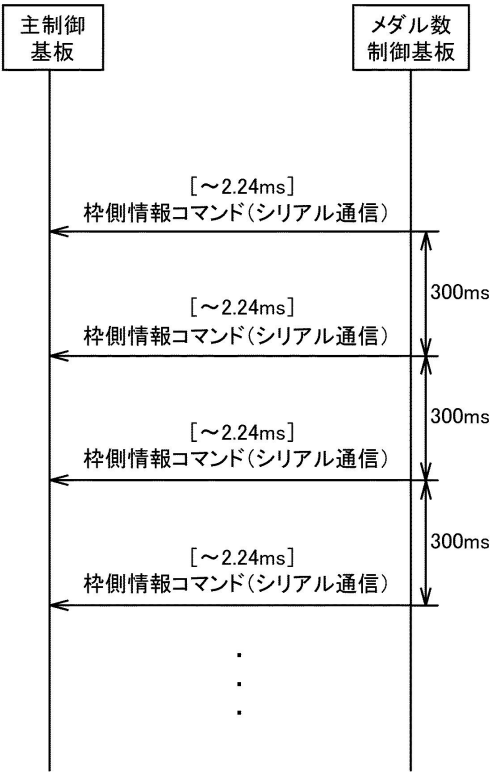 主制御
基板
メダル数
制御基板
[～2.24ms]
枠側情報コマンド(シリアル通信)
300ms
[～2.24ms]
枠側情報コマンド(シリアル通信)
300ms
[～2.24ms]
枠側情報コマンド(シリアル通信)
300ms
[～2.24ms]
枠側情報コマンド(シリアル通信)